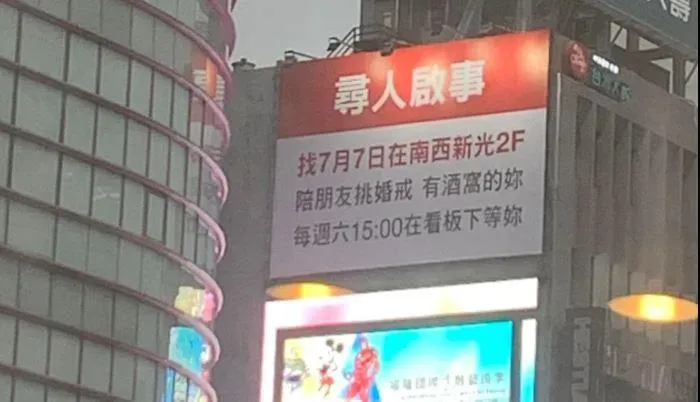 尋人啟事
找7月7日在南西新光2F
陪朋友挑婚戒 有酒窩的妳
每週六15:00在看板下等妳